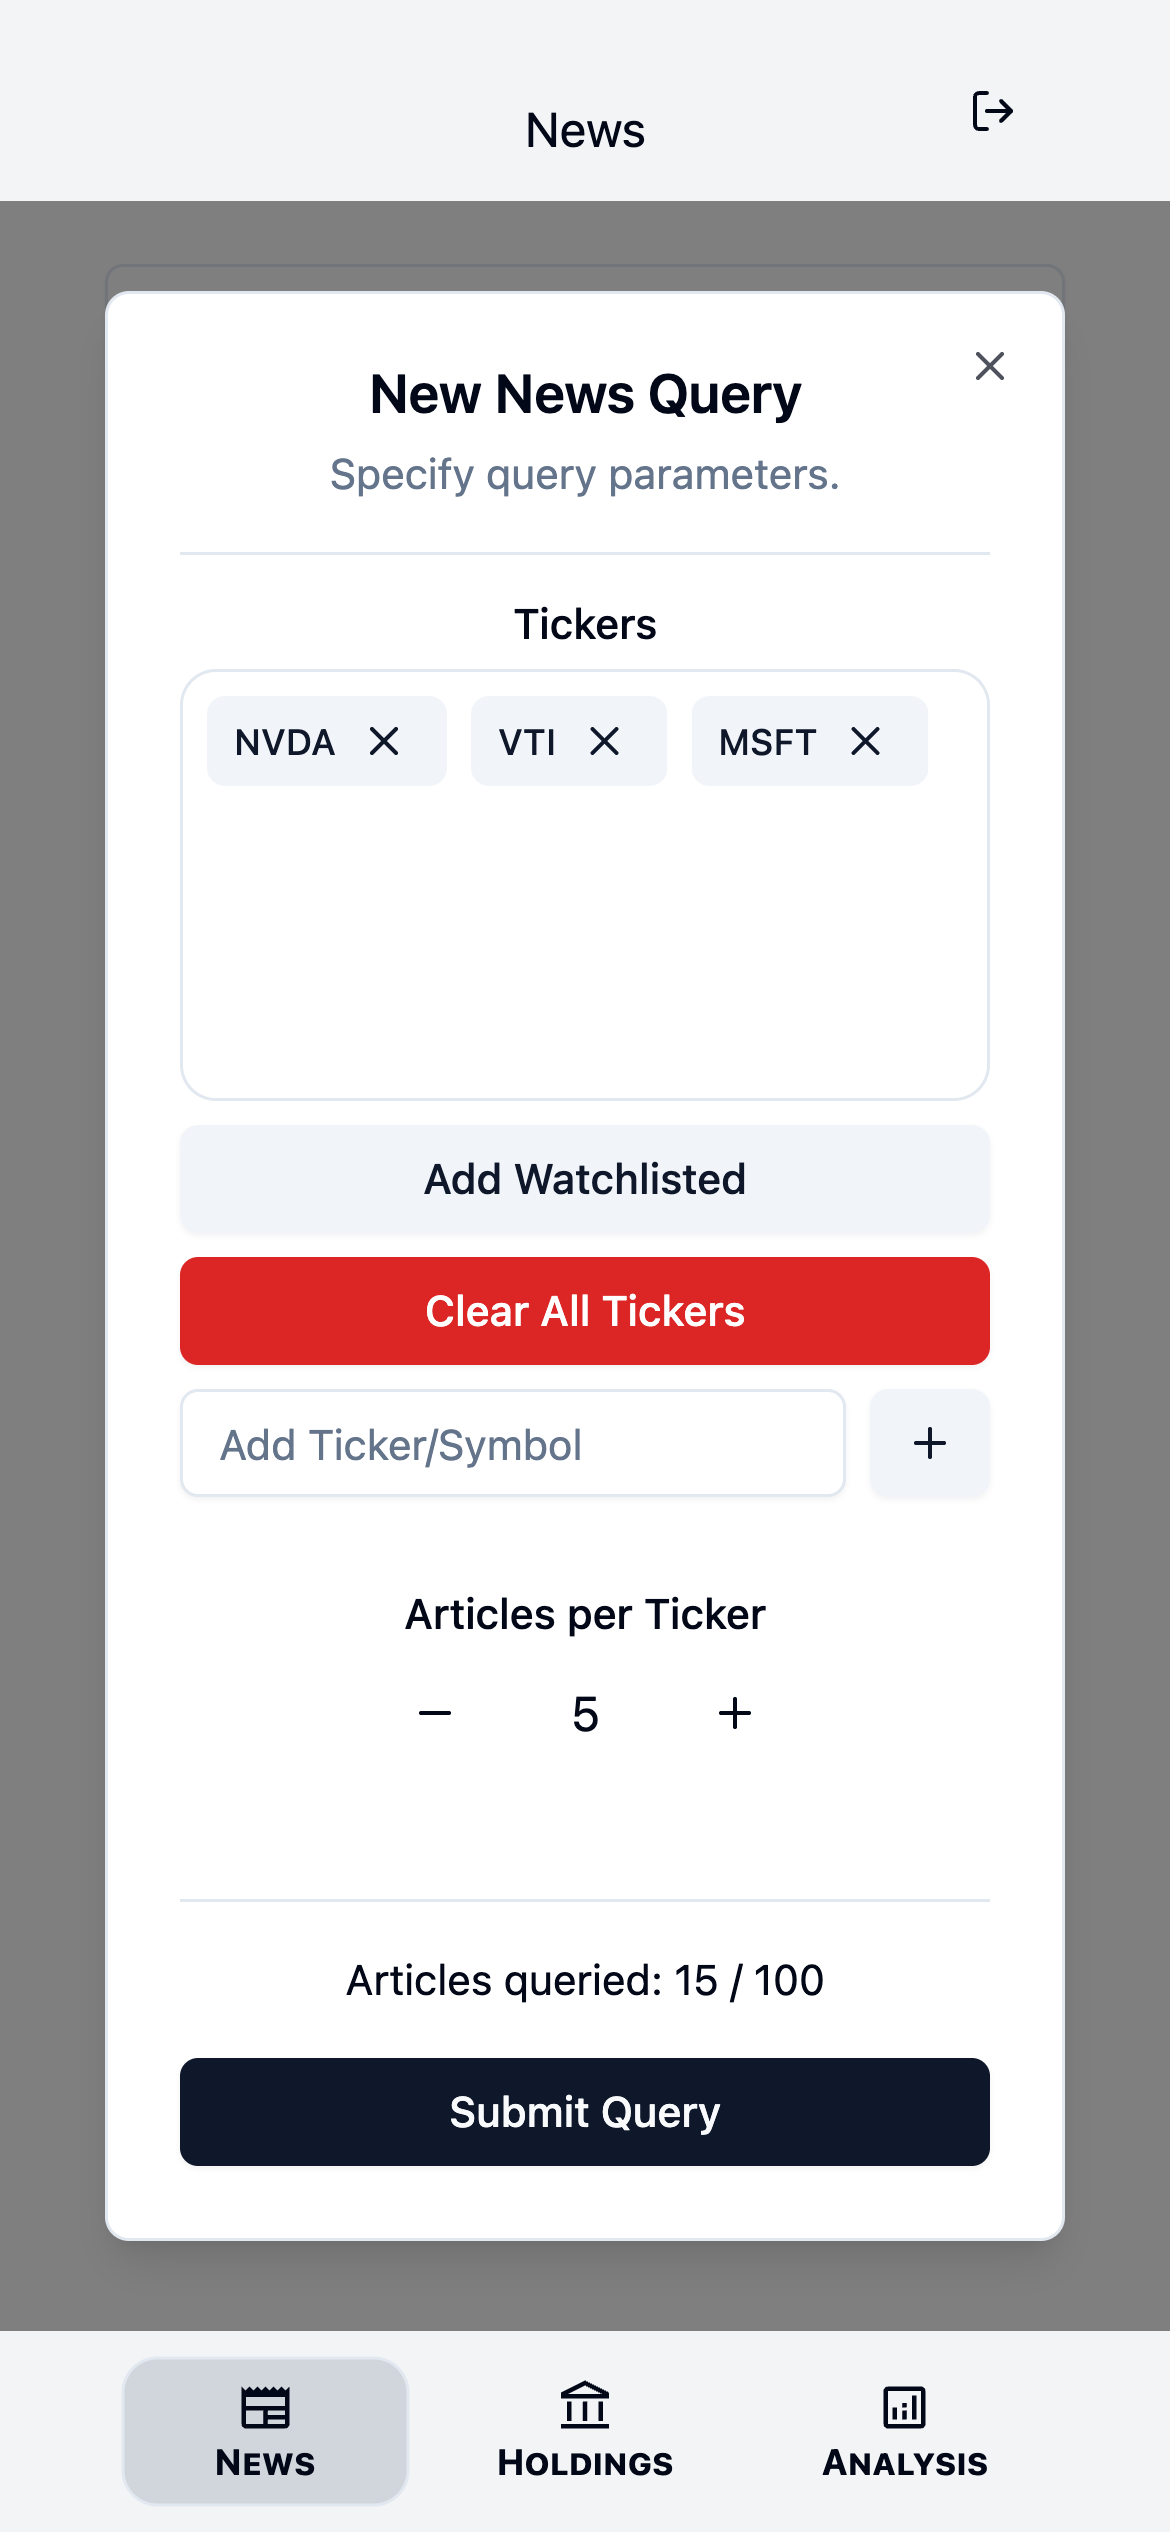 News
New News Query
Specify query parameters.
Tickers
NVDA VTI MSFT
Add Watchlisted
Clear All Tickers
Add Ticker/Symbol
Articles per Ticker
5
Articles queried: 15 / 100
Submit Query
NEWS HOLDINGS ANALYSIS